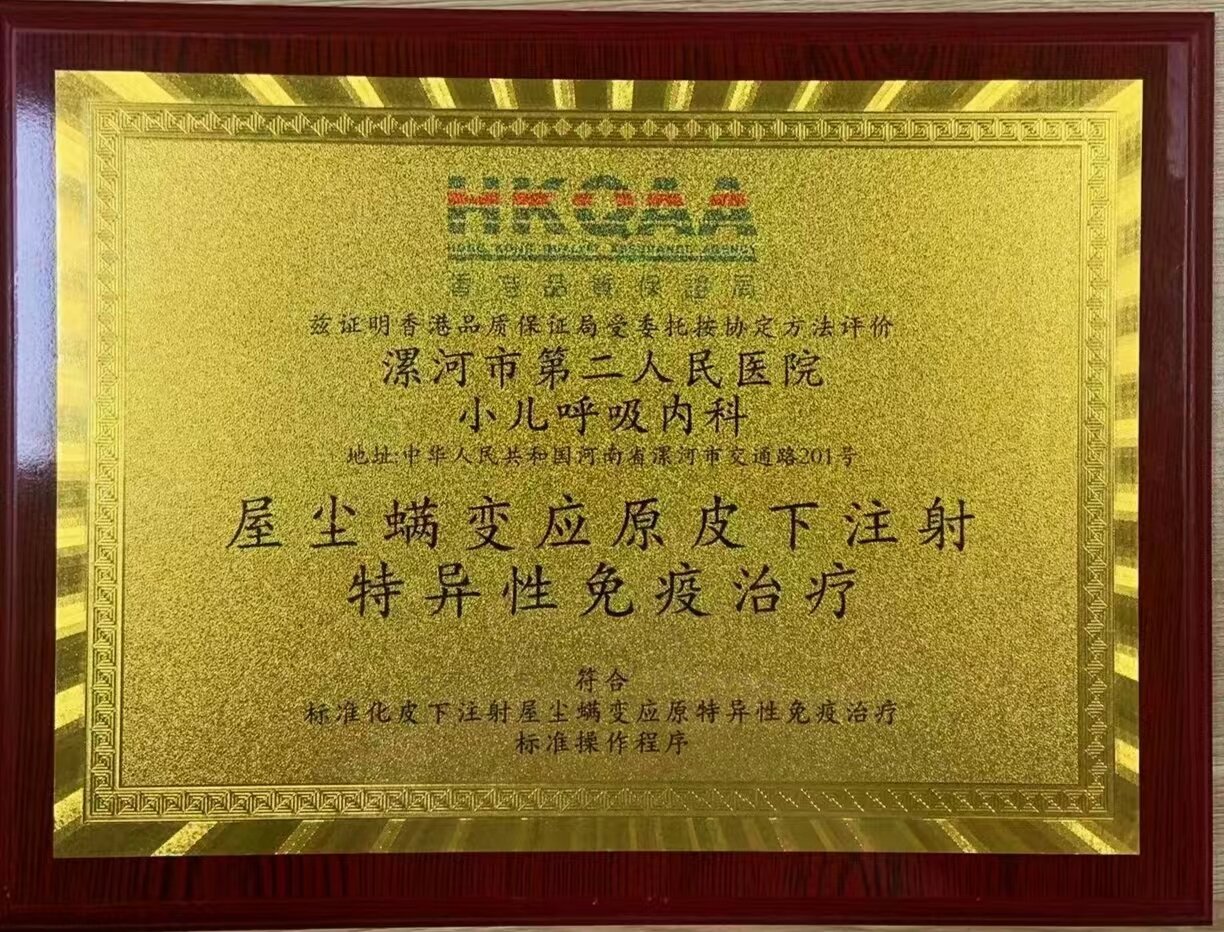 HKQAA
HONG KONG QUALITY ASSURANCE AGENCY
香港品質保證局
兹证明香港品质保证局受委托按协定方法评价
漯河市第二人民医院
小儿呼吸内科
地址:中华人民共和国河南省漯河市交通路201号
屋尘螨变应原皮下注射
特异性免疫治疗
符合
标准化皮下注射屋尘螨变应原特异性免疫治疗
标准操作程序